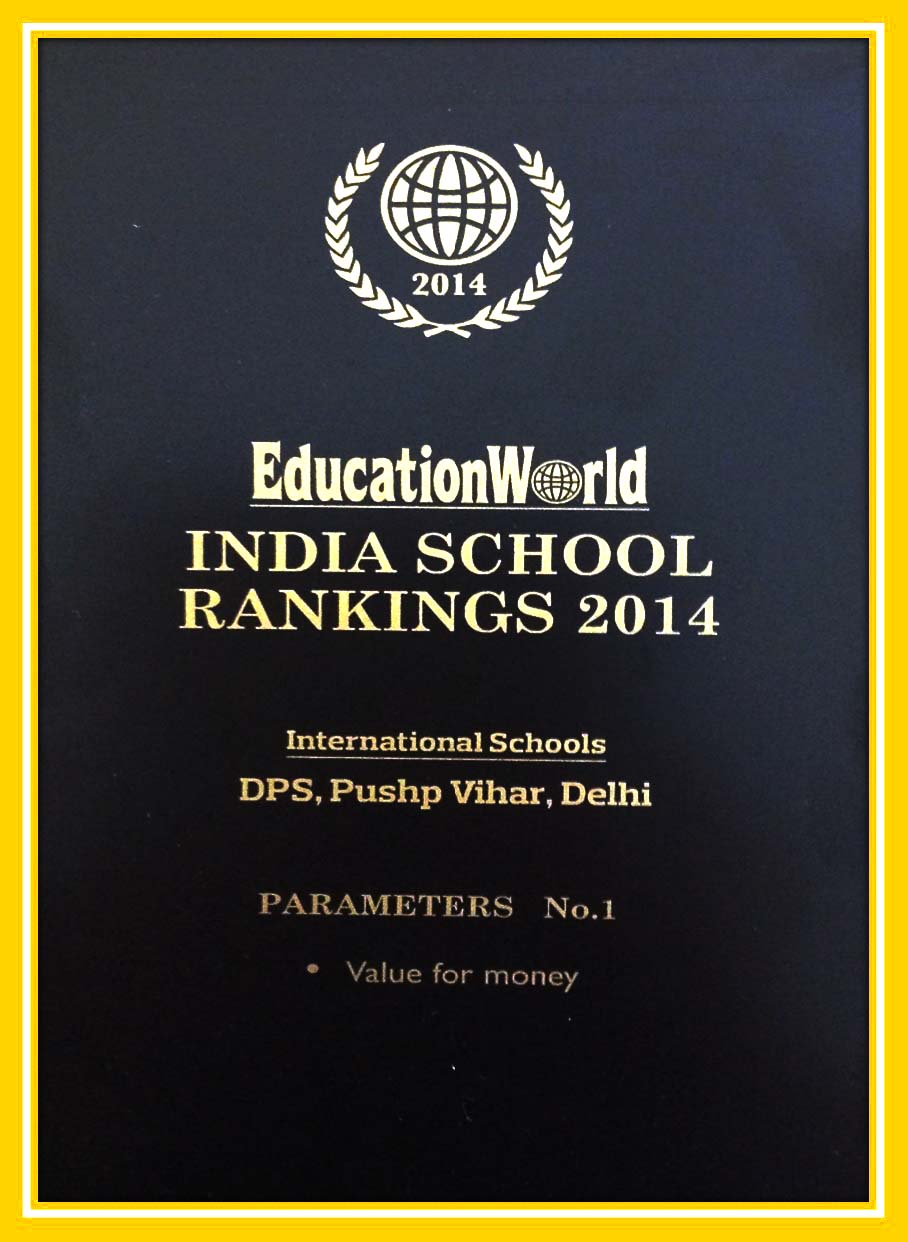 2014
EducationWorld
INDIA SCHOOL
RANKINGS 2014
International Schools
DPS, Pushp Vihar, Delhi
PARAMETERS No.1
• Value for money